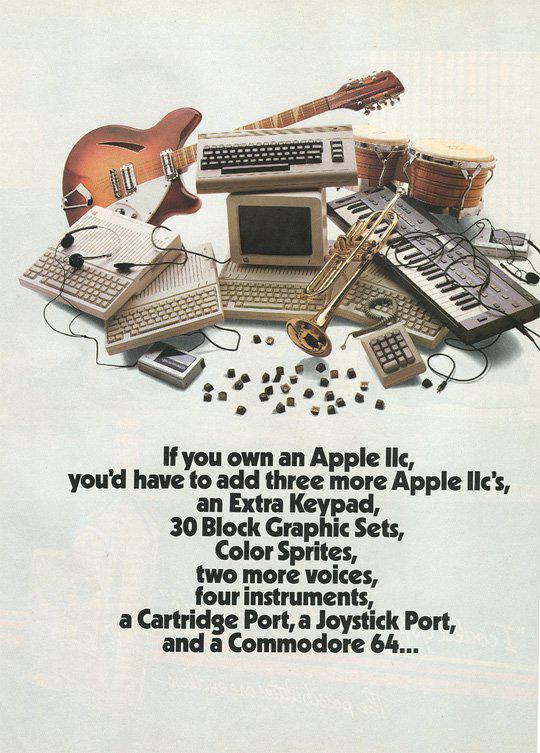 If you own an Apple IIc,
you'd have to add three more Apple IIc's,
an Extra Keypad,
30 Block Graphic Sets,
Color Sprites,
two more voices,
four instruments,
a Cartridge Port, a Joystick Port,
and a Commodore 64...